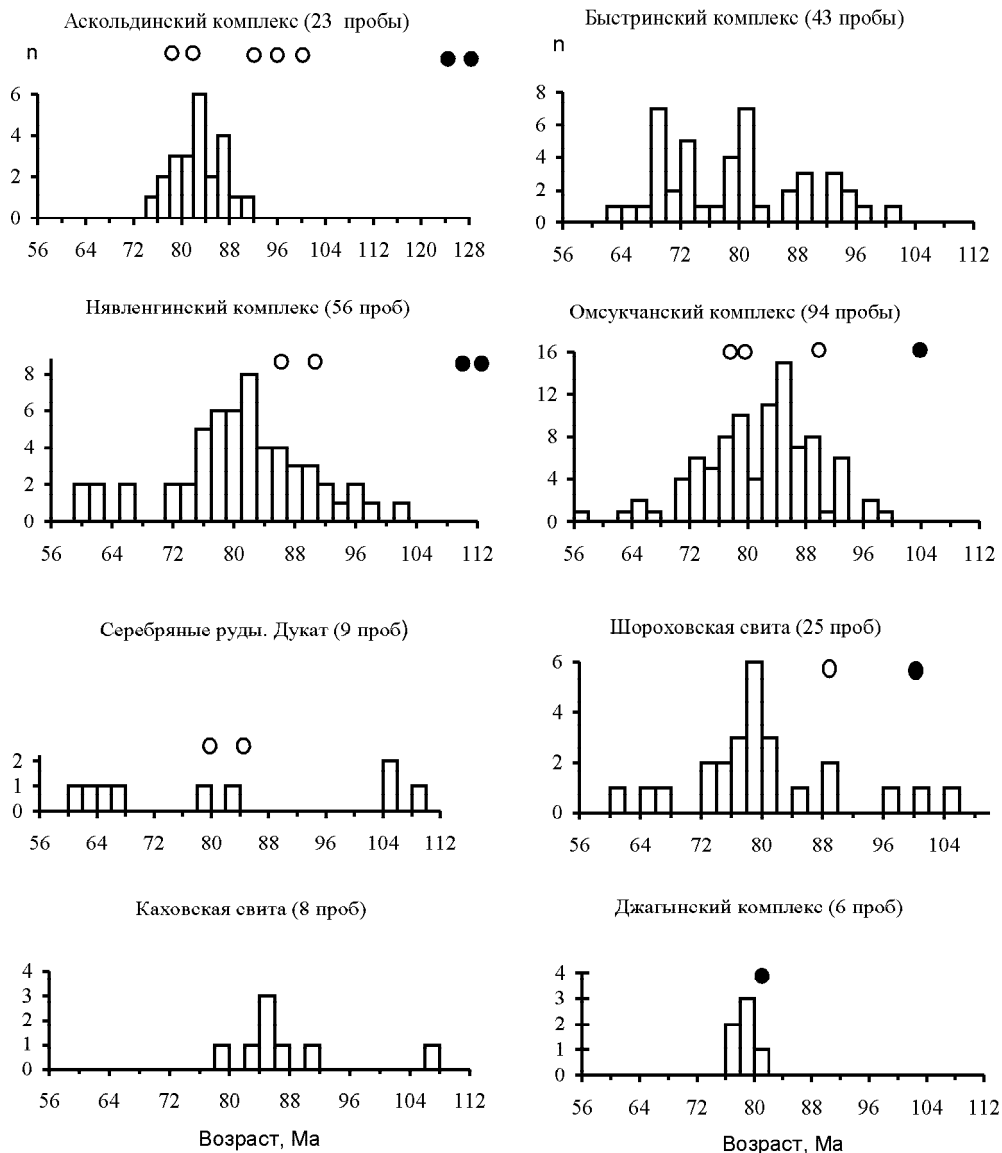 Аскольдинский комплекс (23 пробы)
n
6
4
2
0
56 64 72 80 88 96 104 112 120 128
Быстринский комплекс (43 пробы)
n
8
6
4
2
0
56 64 72 80 88 96 104 112
Нявленгинский комплекс (56 проб)
8
6
4
2
0
56 64 72 80 88 96 104 112
Омсукчанский комплекс (94 пробы)
16
12
8
4
0
56 64 72 80 88 96 104 112
Серебряные руды. Дукат (9 проб)
2
1
0
56 64 72 80 88 96 104 112
Шороховская свита (25 проб)
6
4
2
0
56 64 72 80 88 96 104
Каховская свита (8 проб)
4
3
2
1
0
56 64 72 80 88 96 104 112
Возраст, Ма
Джагынский комплекс (6 проб)
4
3
2
1
0
56 64 72 80 88 96 104 112
Возраст, Ма